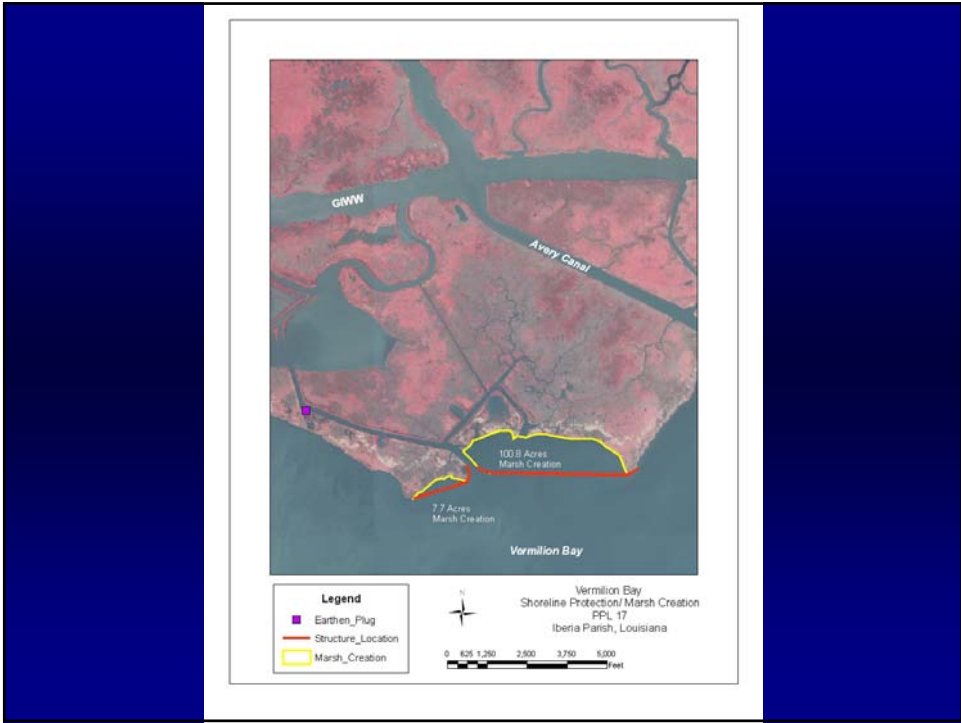 GIWW
Avery Canal
100.8 Acres
Marsh Creation
7.7 Acres
Marsh Creation
Vermilion Bay
Legend
Earthen_Plug
Structure_Location
Marsh_Creation
N
Vermilion Bay
Shoreline Protection/ Marsh Creation
PPL 17
Iberia Parish, Louisiana
0 625 1,250 2,500 3,750 5,000
Feet